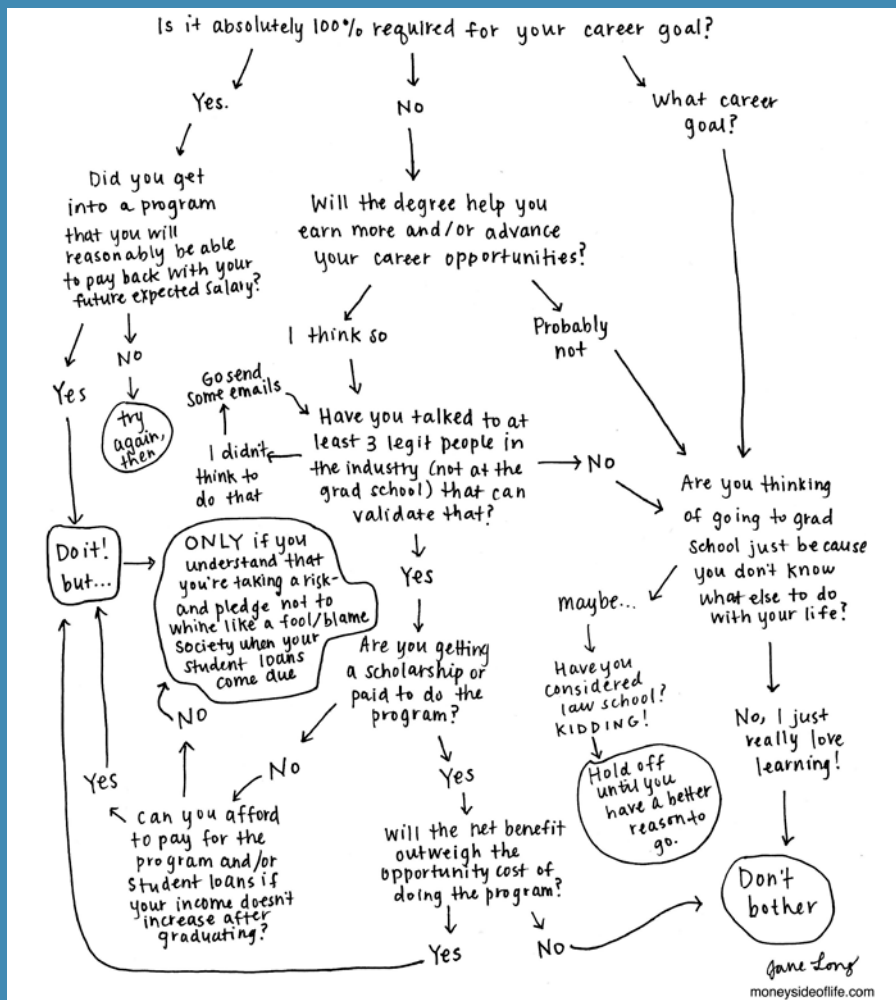 Is it absolutely 100% required for your career goal?
Yes.
No
What career
goal?
Did you get
into a program
that you will
reasonably be able
to pay back with your
future expected salary?
Will the degree help you
earn more and/or advance
your career opportunities?
I think so
Probably
not
Yes
No
try
again,
then
Go send
some emails
I didn't
think to
do that
Have you talked to at
least 3 legit people in
the industry (not at the
grad school) that can
validate that?
No
Are you thinking
of going to grad
school just because
you don't know
what else to do
with your life?
Do it!
but...
ONLY if you
understand that
you're taking a risk-
and pledge not to
whine like a fool/blame
society when your
student loans
come due
Yes
maybe...
Are you getting
a scholarship or
paid to do the
program?
Have you
considered
law school?
KIDDING!
No, I just
really love
learning!
No
Yes
No
Yes
Hold off
until you
have a better
reason to
go.
can you afford
to pay for the
program and/or
student loans if
your income doesn't
increase after
graduating?
Will the net benefit
outweigh the
opportunity cost of
doing the program?
Don't
bother
Yes
No
Jane Long
moneysideoflife.com